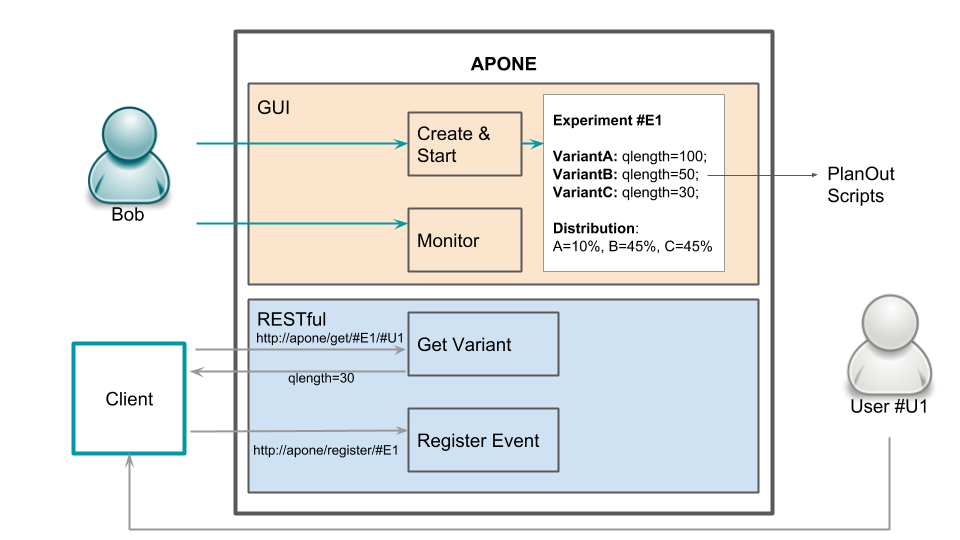 APONE
GUI
Create &
Start
Experiment #E1
VariantA: qlength=100;
VariantB: qlength=50;
VariantC: qlength=30;
Distribution:
A=10%, B=45%, C=45%
PlanOut
Scripts
Bob
Monitor
RESTful
http://apone/get/#E1/#U1
Get Variant
qlength=30
Client
Register Event
http://apone/register/#E1
User #U1